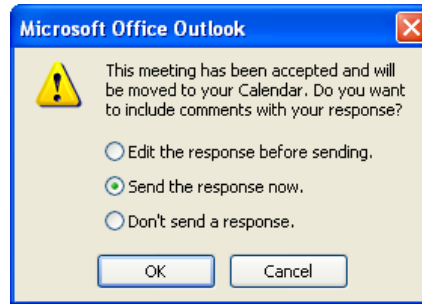 Microsoft Office Outlook
This meeting has been accepted and will
be moved to your Calendar. Do you want
to include comments with your response?
Edit the response before sending.
Send the response now.
Don't send a response.
OK Cancel